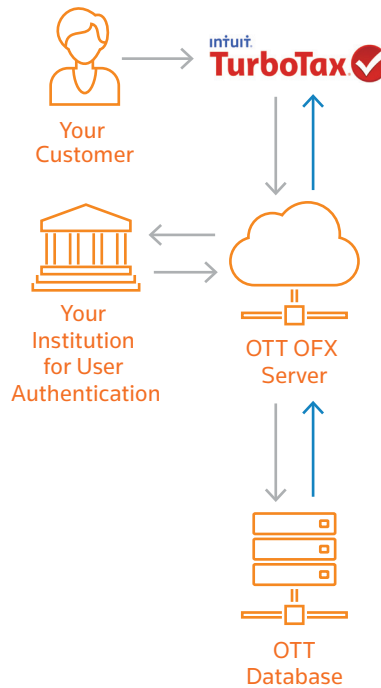 intuit
TurboTax
Your
Customer
Your
Institution
for User
Authentication
OTT OFX
Server
OTT
Database